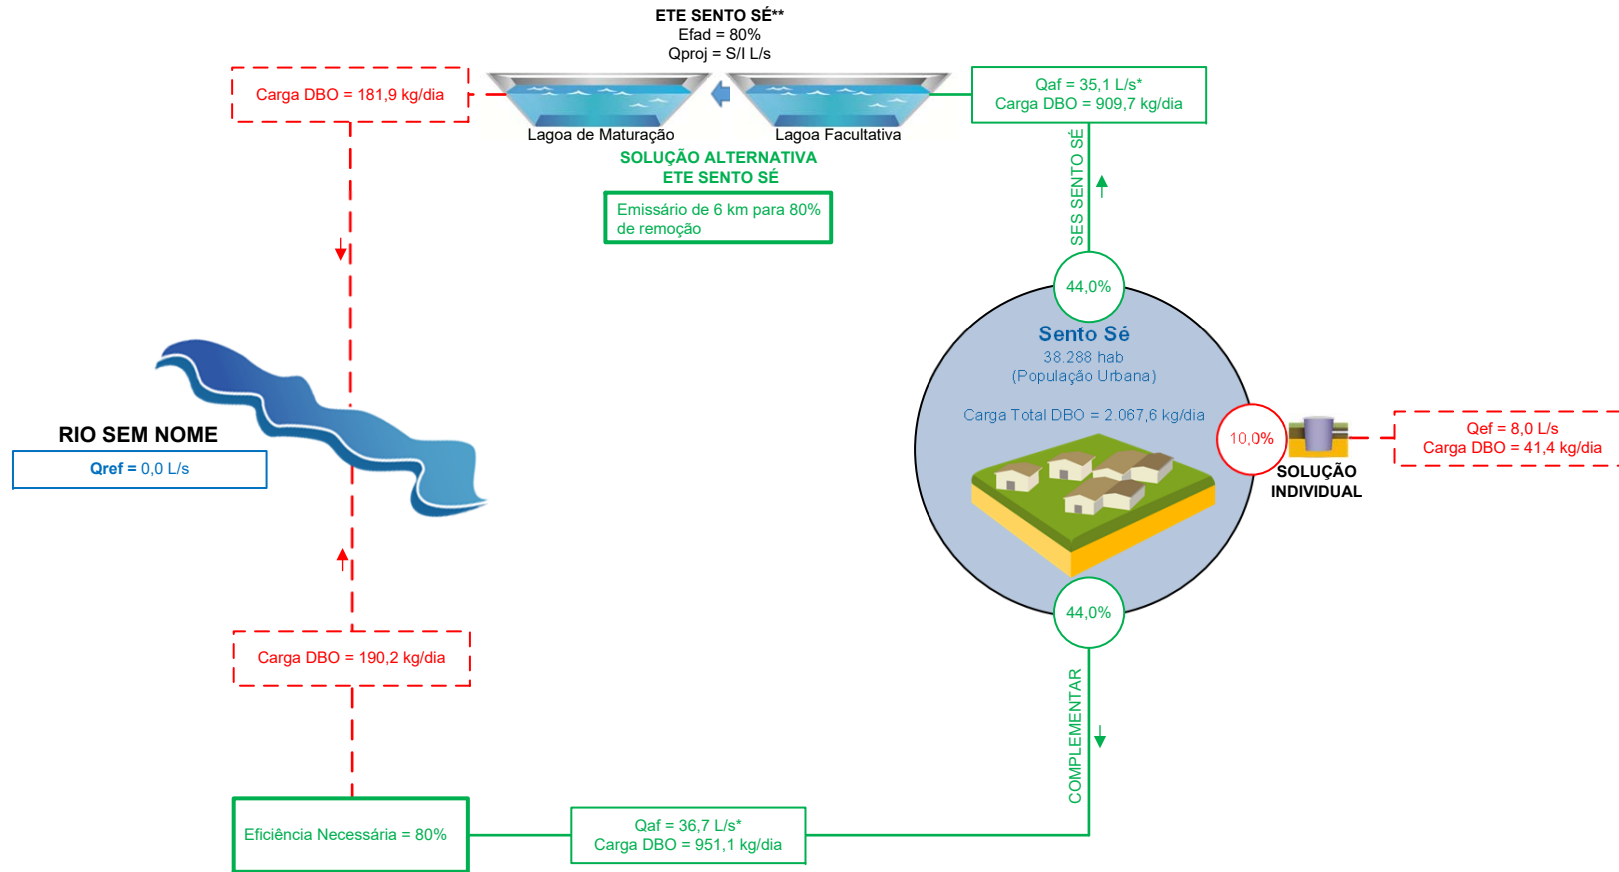 ETE SENTO SÉ**
Efad = 80%
Qproj = S/I L/s
Carga DBO = 181,9 kg/dia
Qaf = 35,1 L/s*
Carga DBO = 909,7 kg/dia
Lagoa de Maturação
Lagoa Facultativa
SOLUÇÃO ALTERNATIVA
ETE SENTO SÉ
Emissário de 6 km para 80%
de remoção
SES SENTO SÉ
44,0%
Sento Sé
38.288 hab
(População Urbana)
Carga Total DBO = 2.067,6 kg/dia
10,0%
SOLUÇÃO
INDIVIDUAL
Qef = 8,0 L/s
Carga DBO = 41,4 kg/dia
RIO SEM NOME
Qref = 0,0 L/s
44,0%
COMPLEMENTAR
Carga DBO = 190,2 kg/dia
Eficiência Necessária = 80%
Qaf = 36,7 L/s*
Carga DBO = 951,1 kg/dia